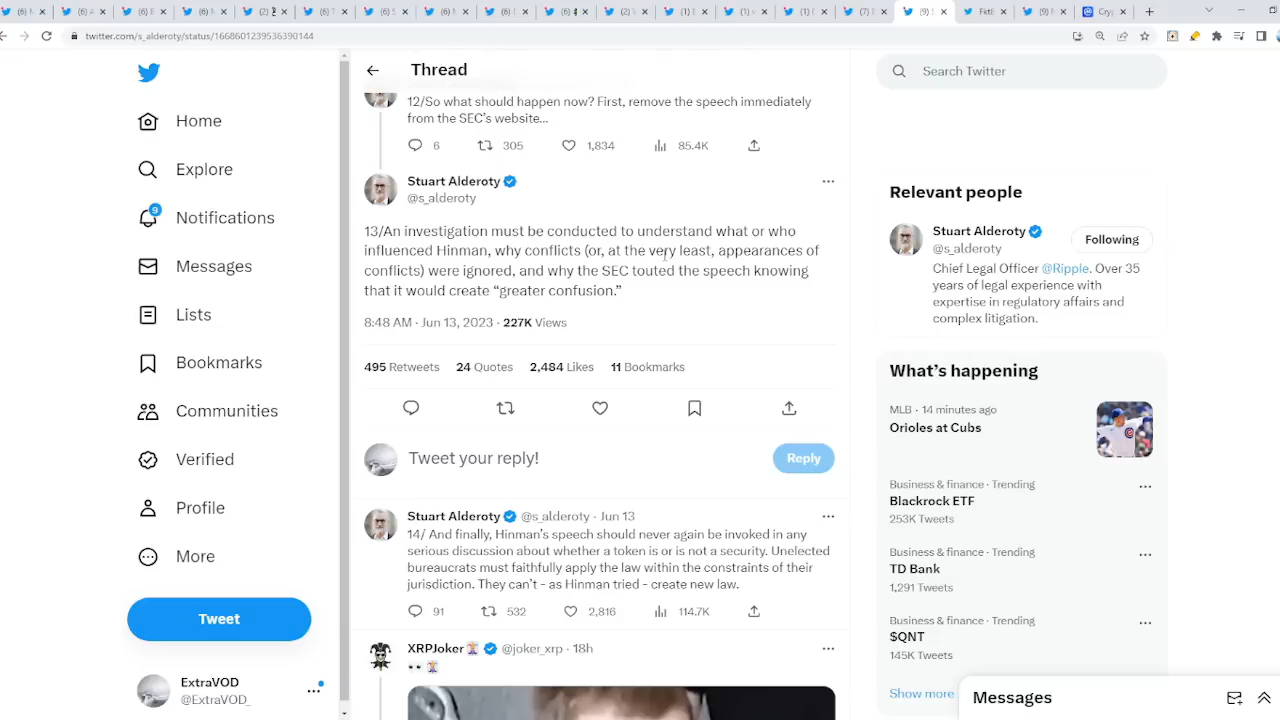 twitter.com/s_alderoty/status/1668601239536390144
Home
Explore
9
Notifications
Messages
Lists
Bookmarks
Communities
Verified
Profile
More
Tweet
ExtraVOD
@ExtraVOD_
Thread
12/So what should happen now? First, remove the speech immediately
from the SEC's website...
6 305 1,834 85.4K
Stuart Alderoty
@s_alderoty
13/An investigation must be conducted to understand what or who
influenced Hinman, why conflicts (or, at the very least, appearances of
conflicts) were ignored, and why the SEC touted the speech knowing
that it would create “greater confusion.”
8:48 AM · Jun 13, 2023 · 227K Views
495 Retweets 24 Quotes 2,484 Likes 11 Bookmarks
Tweet your reply!
Reply
Stuart Alderoty @s_alderoty · Jun 13
14/ And finally, Hinman's speech should never again be invoked in any
serious discussion about whether a token is or is not a security. Unelected
bureaucrats must faithfully apply the law within the constraints of their
jurisdiction. They can't - as Hinman tried - create new law.
91 532 2,816 114.7K
XRPJoker @joker_xrp · 18h
Search Twitter
Relevant people
Stuart Alderoty
@s_alderoty
Following
Chief Legal Officer @Ripple. Over 35
years of legal experience with
expertise in regulatory affairs and
complex litigation.
What's happening
MLB · 14 minutes ago
Orioles at Cubs
Business & finance · Trending
Blackrock ETF
253K Tweets
Business & finance · Trending
TD Bank
1,291 Tweets
Business & finance · Trending
$QNT
145K Tweets
Show more
Messages